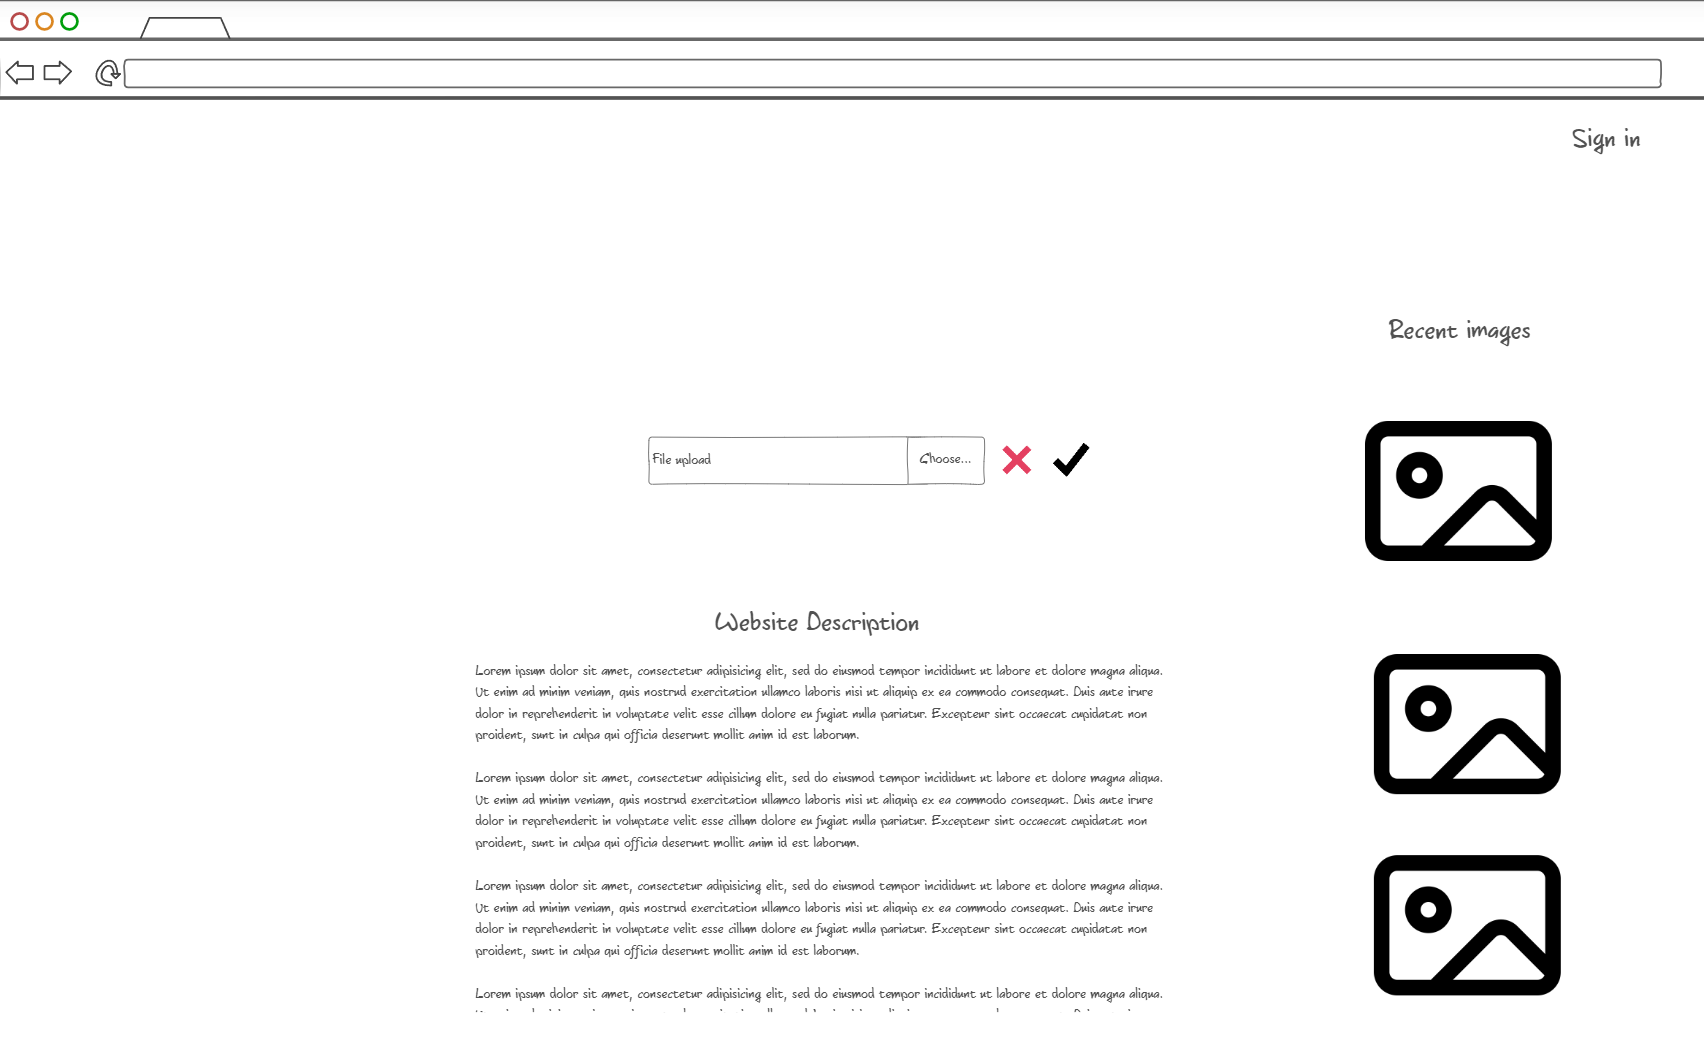 Sign in
Recent images
File upload
Choose...
Website Description
Lorem ipsum dolor sit amet, consectetur adipisicing elit, sed do eiusmod tempor incididunt ut labore et dolore magna aliqua.
Ut enim ad minim veniam, quis nostrud exercitation ullamco laboris nisi ut aliquip ex ea commodo consequat. Duis aute irure
dolor in reprehenderit in voluptate velit esse cillum dolore eu fugiat nulla pariatur. Excepteur sint occaecat cupidatat non
proident, sunt in culpa qui officia deserunt mollit anim id est laborum.
Lorem ipsum dolor sit amet, consectetur adipisicing elit, sed do eiusmod tempor incididunt ut labore et dolore magna aliqua.
Ut enim ad minim veniam, quis nostrud exercitation ullamco laboris nisi ut aliquip ex ea commodo consequat. Duis aute irure
dolor in reprehenderit in voluptate velit esse cillum dolore eu fugiat nulla pariatur. Excepteur sint occaecat cupidatat non
proident, sunt in culpa qui officia deserunt mollit anim id est laborum.
Lorem ipsum dolor sit amet, consectetur adipisicing elit, sed do eiusmod tempor incididunt ut labore et dolore magna aliqua.
Ut enim ad minim veniam, quis nostrud exercitation ullamco laboris nisi ut aliquip ex ea commodo consequat. Duis aute irure
dolor in reprehenderit in voluptate velit esse cillum dolore eu fugiat nulla pariatur. Excepteur sint occaecat cupidatat non
proident, sunt in culpa qui officia deserunt mollit anim id est laborum.
Lorem ipsum dolor sit amet, consectetur adipisicing elit, sed do eiusmod tempor incididunt ut labore et dolore magna aliqua.